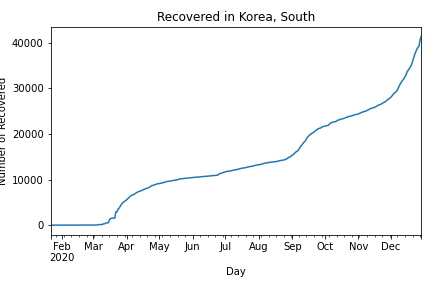 Recovered in Korea, South
Number of Recovered
40000
30000
20000
10000
0
Feb Mar Apr May Jun Jul Aug Sep Oct Nov Dec
2020
Day